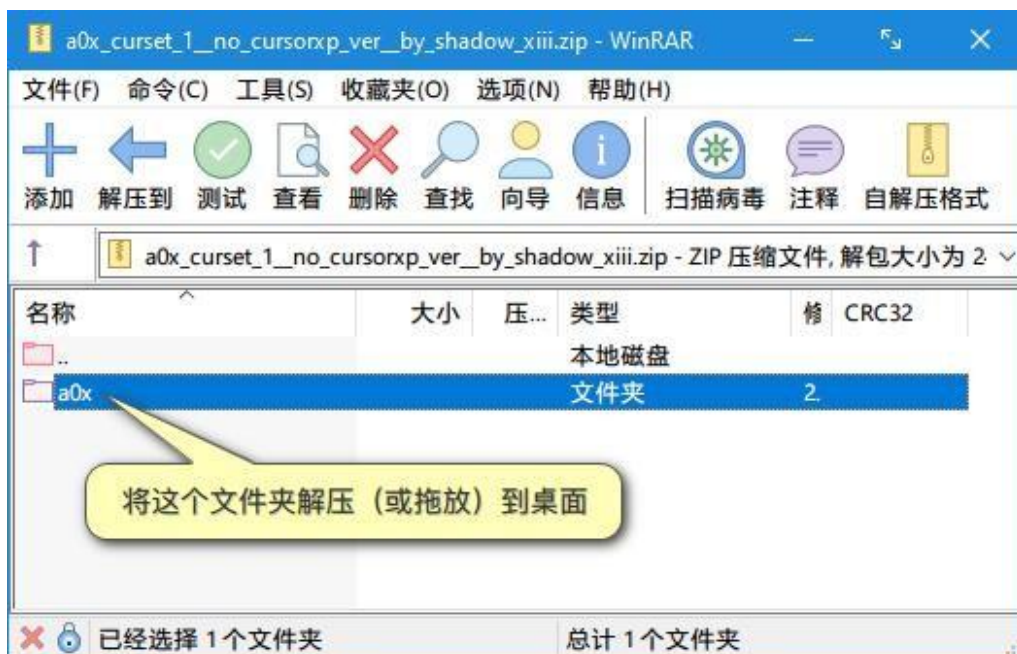 a0x_curset_1__no_cursorxp_ver__by_shadow_xiii.zip - WinRAR
文件(F) 命令(C) 工具(S) 收藏夹(O) 选项(N) 帮助(H)
添加 解压到 测试 查看 删除 查找 向导 信息 扫描病毒 注释 自解压格式
a0x_curset_1__no_cursorxp_ver__by_shadow_xiii.zip - ZIP 压缩文件, 解包大小为 2
名称 大小 压... 类型 修 CRC32
.. 本地磁盘
a0x 文件夹 2.
将这个文件夹解压（或拖放）到桌面
已经选择 1 个文件夹 总计 1 个文件夹